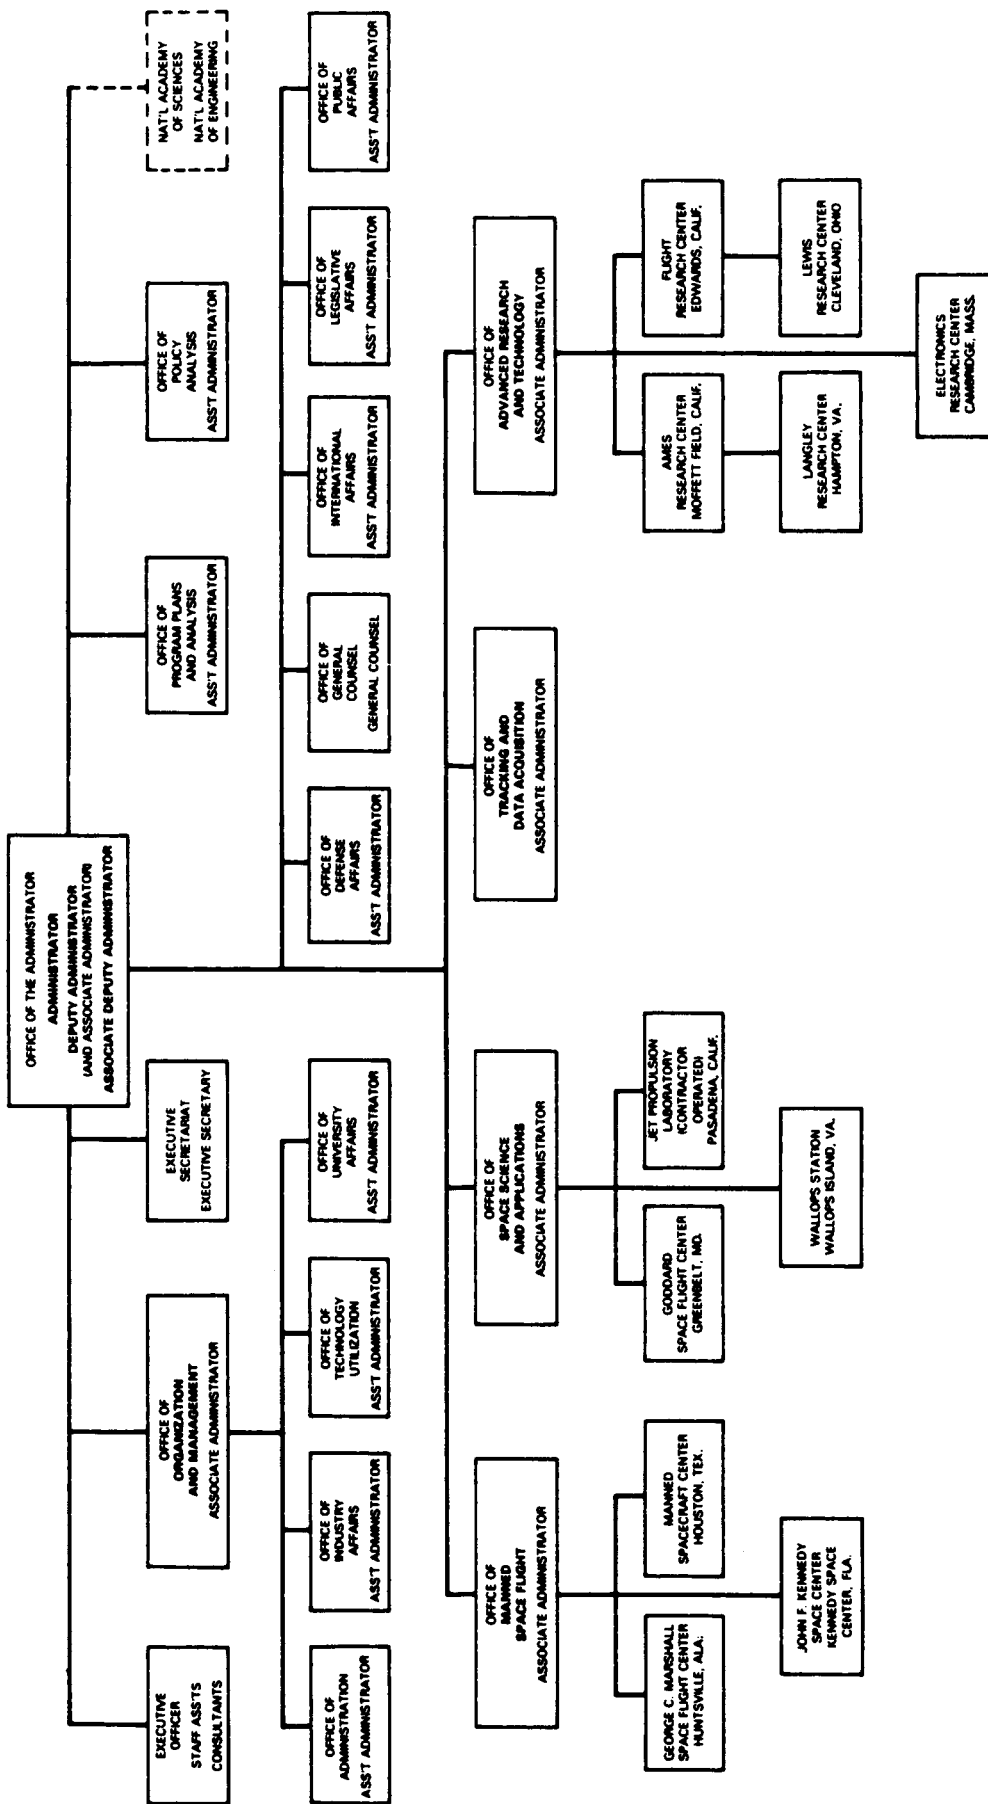 OFFICE OF THE ADMINISTRATOR
ADMINISTRATOR
DEPUTY ADMINISTRATOR
(AND ASSOCIATE ADMINISTRATOR)
ASSOCIATE DEPUTY ADMINISTRATOR
EXECUTIVE
OFFICER
STAFF ASS'TS
CONSULTANTS
OFFICE OF
ORGANIZATION
AND MANAGEMENT
ASSOCIATE ADMINISTRATOR
EXECUTIVE
SECRETARIAT
EXECUTIVE SECRETARY
OFFICE OF
PROGRAM PLANS
AND ANALYSIS
ASS'T ADMINISTRATOR
OFFICE OF
POLICY
ANALYSIS
ASS'T ADMINISTRATOR
NAT'L ACADEMY
OF SCIENCES
NAT'L ACADEMY
OF ENGINEERING
OFFICE OF
ADMINISTRATION
ASS'T ADMINISTRATOR
OFFICE OF
INDUSTRY
AFFAIRS
ASS'T ADMINISTRATOR
OFFICE OF
TECHNOLOGY
UTILIZATION
ASS'T ADMINISTRATOR
OFFICE OF
UNIVERSITY
AFFAIRS
ASS'T ADMINISTRATOR
OFFICE OF
DEFENSE
AFFAIRS
ASS'T ADMINISTRATOR
OFFICE OF
GENERAL
COUNSEL
GENERAL COUNSEL
OFFICE OF
INTERNATIONAL
AFFAIRS
ASS'T ADMINISTRATOR
OFFICE OF
LEGISLATIVE
AFFAIRS
ASS'T ADMINISTRATOR
OFFICE OF
PUBLIC
AFFAIRS
ASS'T ADMINISTRATOR
OFFICE OF
MANNED
SPACE FLIGHT
ASSOCIATE ADMINISTRATOR
OFFICE OF
SPACE SCIENCE
AND APPLICATIONS
ASSOCIATE ADMINISTRATOR
OFFICE OF
TRACKING AND
DATA ACQUISITION
ASSOCIATE ADMINISTRATOR
OFFICE OF
ADVANCED RESEARCH
AND TECHNOLOGY
ASSOCIATE ADMINISTRATOR
GEORGE C. MARSHALL
SPACE FLIGHT CENTER
HUNTSVILLE, ALA.
MANNED
SPACECRAFT CENTER
HOUSTON, TEX.
GODDARD
SPACE FLIGHT CENTER
GREENBELT, MD.
JET PROPULSION
LABORATORY
(CONTRACTOR
OPERATED)
PASADENA, CALIF.
AMES
RESEARCH CENTER
MOFFETT FIELD, CALIF.
FLIGHT
RESEARCH CENTER
EDWARDS, CALIF.
JOHN F. KENNEDY
SPACE CENTER
KENNEDY SPACE
CENTER, FLA.
WALLOPS STATION
WALLOPS ISLAND, VA.
LANGLEY
RESEARCH CENTER
HAMPTON, VA.
LEWIS
RESEARCH CENTER
CLEVELAND, OHIO
ELECTRONICS
RESEARCH CENTER
CAMBRIDGE, MASS.